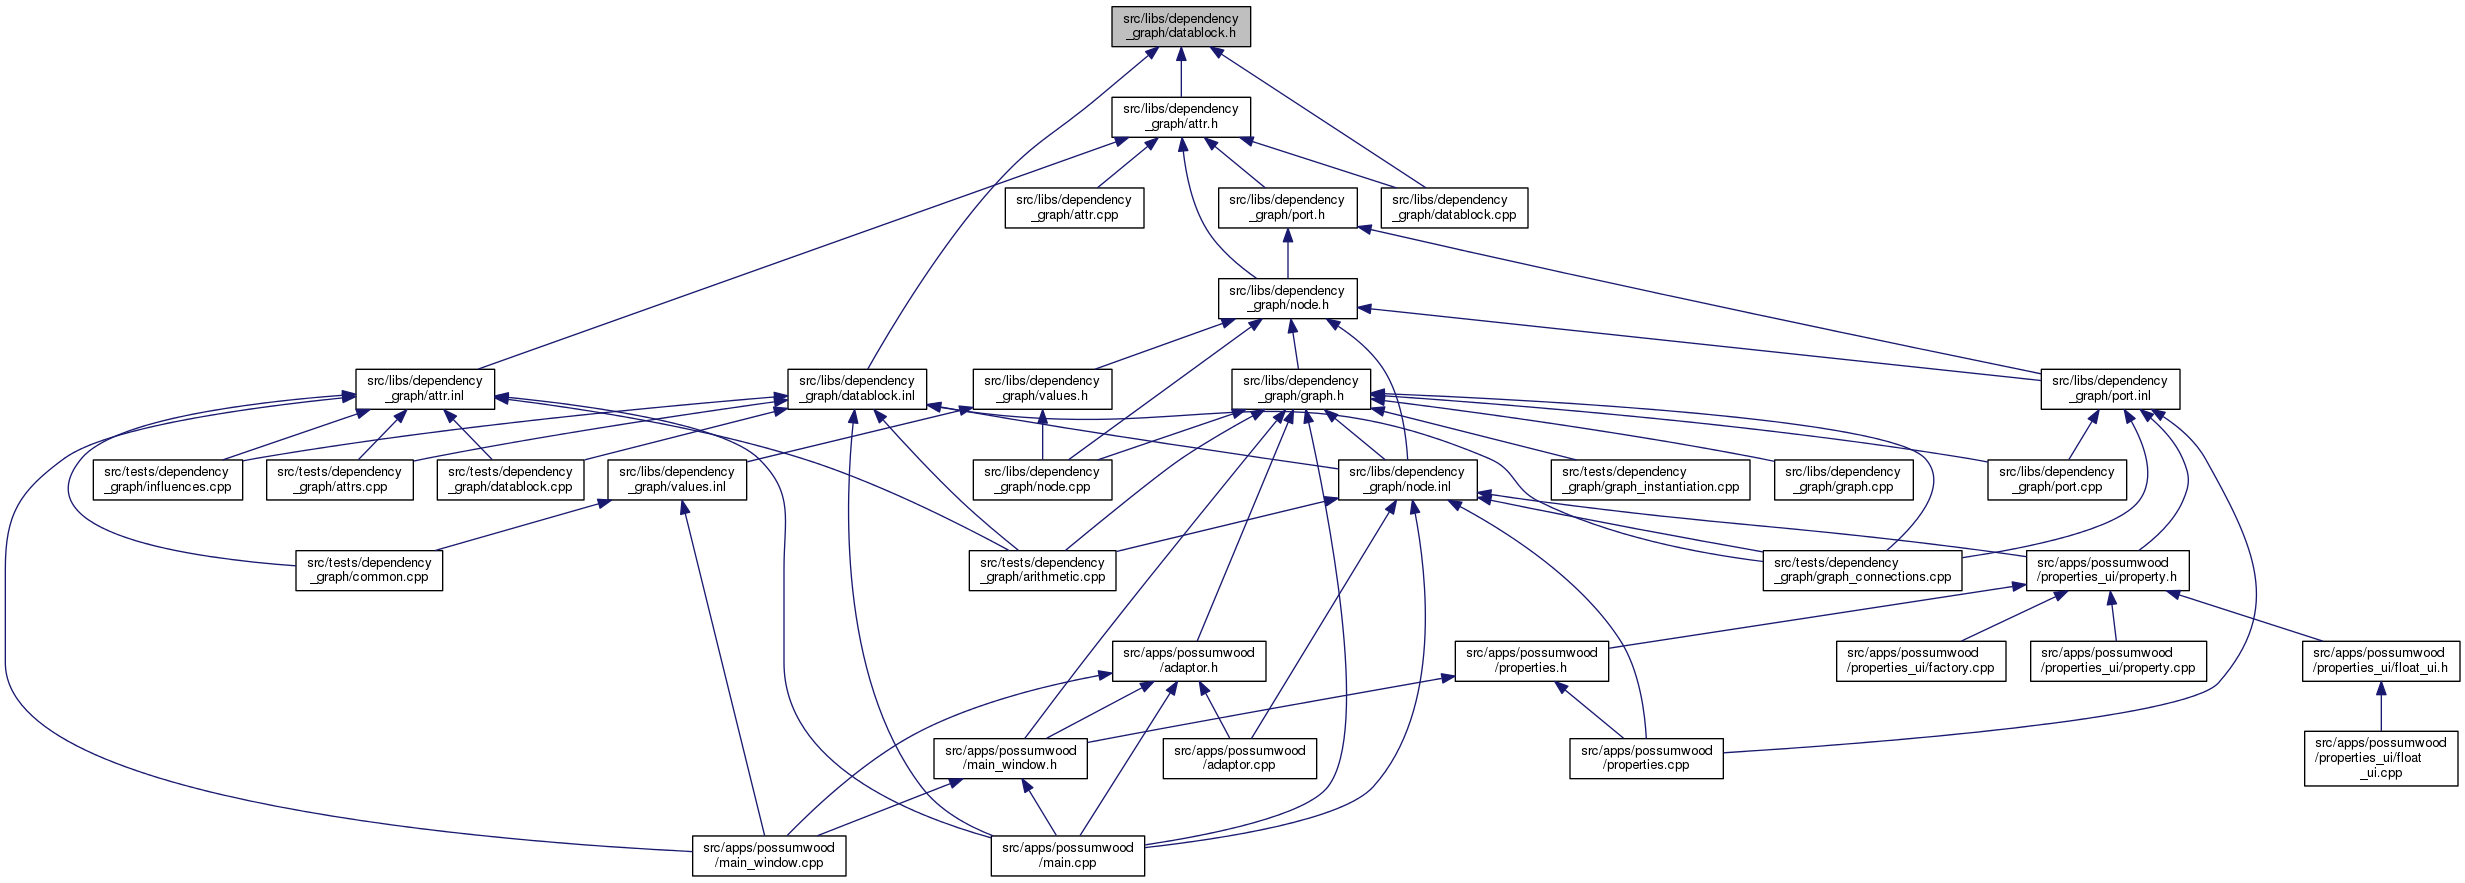 src/libs/dependency
_graph/datablock.h
src/libs/dependency
_graph/attr.h
src/libs/dependency
_graph/attr.cpp
src/libs/dependency
_graph/port.h
src/libs/dependency
_graph/datablock.cpp
src/libs/dependency
_graph/node.h
src/libs/dependency
_graph/attr.inl
src/libs/dependency
_graph/datablock.inl
src/libs/dependency
_graph/values.h
src/libs/dependency
_graph/graph.h
src/libs/dependency
_graph/port.inl
src/tests/dependency
_graph/influences.cpp
src/tests/dependency
_graph/attrs.cpp
src/tests/dependency
_graph/datablock.cpp
src/libs/dependency
_graph/values.inl
src/libs/dependency
_graph/node.cpp
src/libs/dependency
_graph/node.inl
src/tests/dependency
_graph/graph_instantiation.cpp
src/libs/dependency
_graph/graph.cpp
src/libs/dependency
_graph/port.cpp
src/tests/dependency
_graph/common.cpp
src/tests/dependency
_graph/arithmetic.cpp
src/tests/dependency
_graph/graph_connections.cpp
src/apps/possumwood
/properties_ui/property.h
src/apps/possumwood
/adaptor.h
src/apps/possumwood
/properties.h
src/apps/possumwood
/properties_ui/factory.cpp
src/apps/possumwood
/properties_ui/property.cpp
src/apps/possumwood
/properties_ui/float_ui.h
src/apps/possumwood
/main_window.h
src/apps/possumwood
/adaptor.cpp
src/apps/possumwood
/properties.cpp
src/apps/possumwood
/properties_ui/float
_ui.cpp
src/apps/possumwood
/main_window.cpp
src/apps/possumwood
/main.cpp